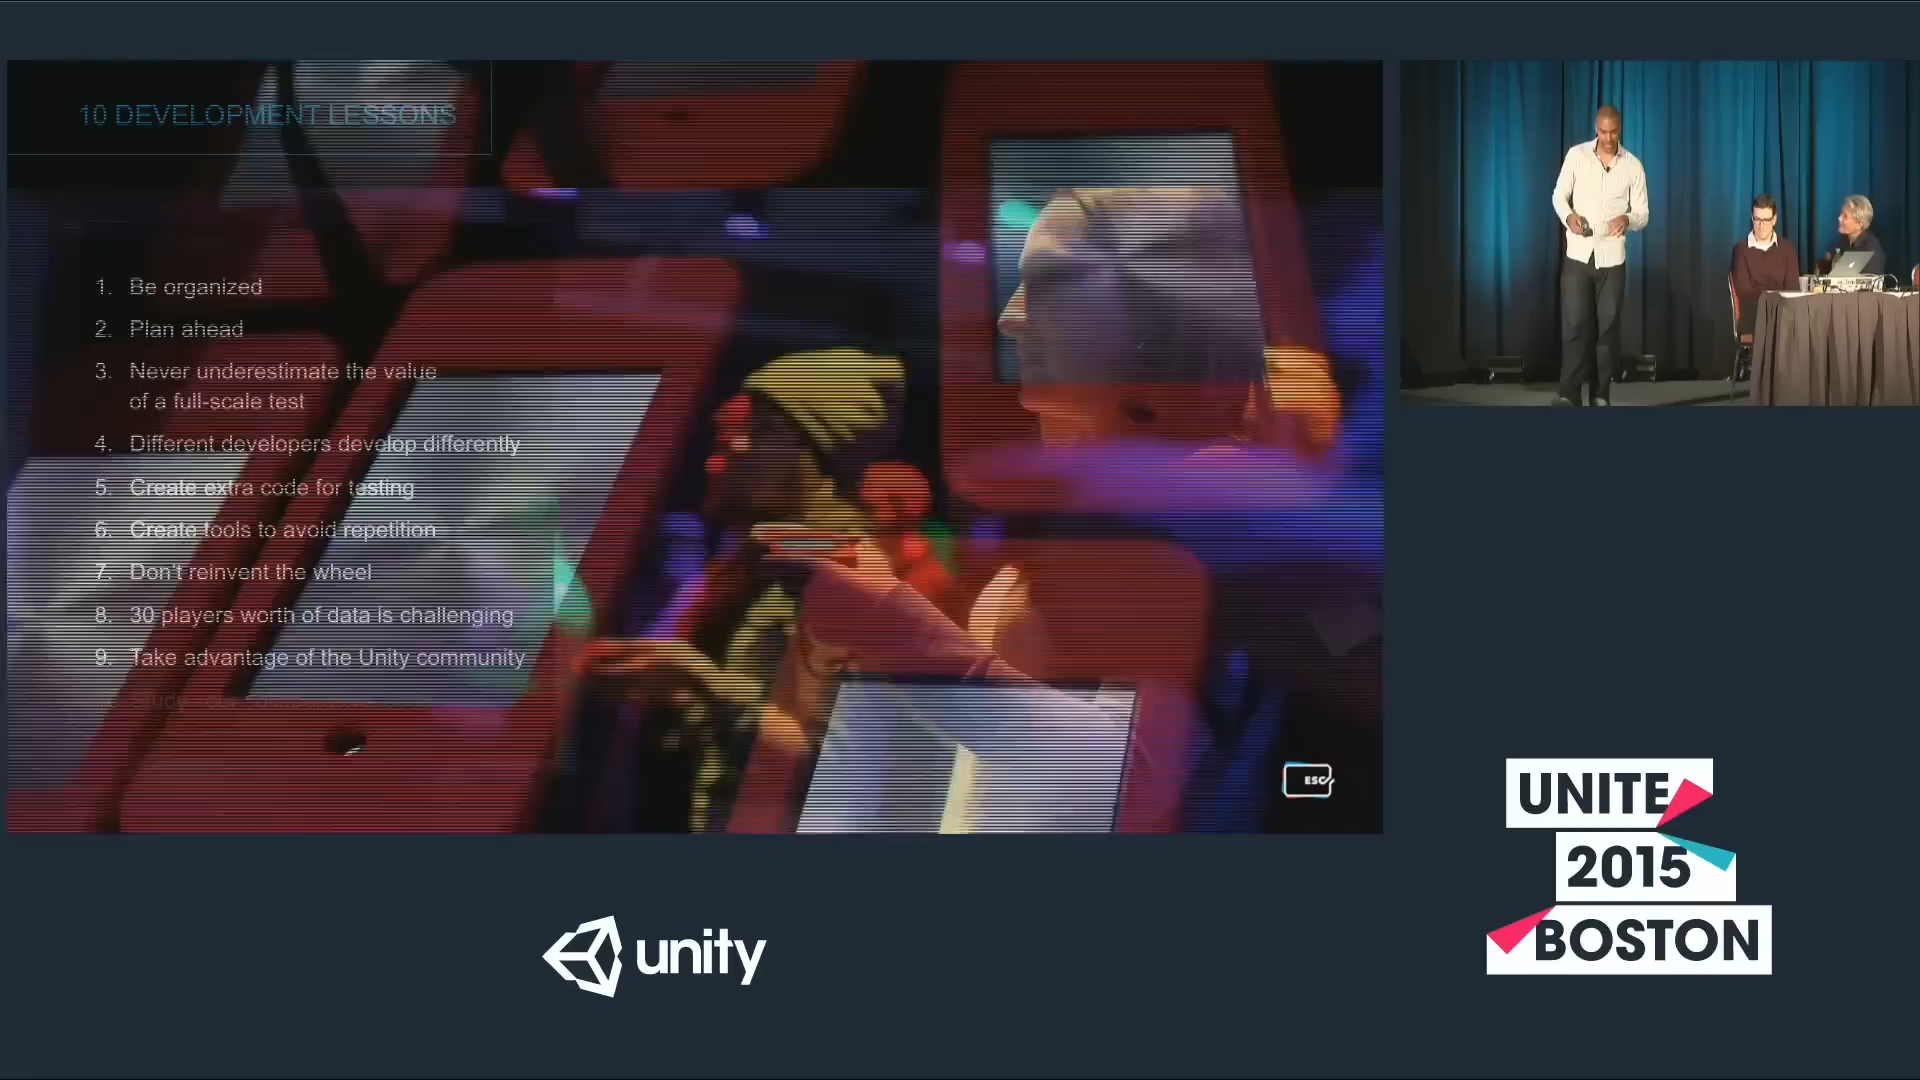 10 DEVELOPMENT LESSONS
1. Be organized
2. Plan ahead
3. Never underestimate the value
of a full-scale test
4. Different developers develop differently
5. Create extra code for testing
6. Create tools to avoid repetition
7. Don't reinvent the wheel
8. 30 players worth of data is challenging
9. Take advantage of the Unity community
ESC
unity
UNITE
2015
BOSTON